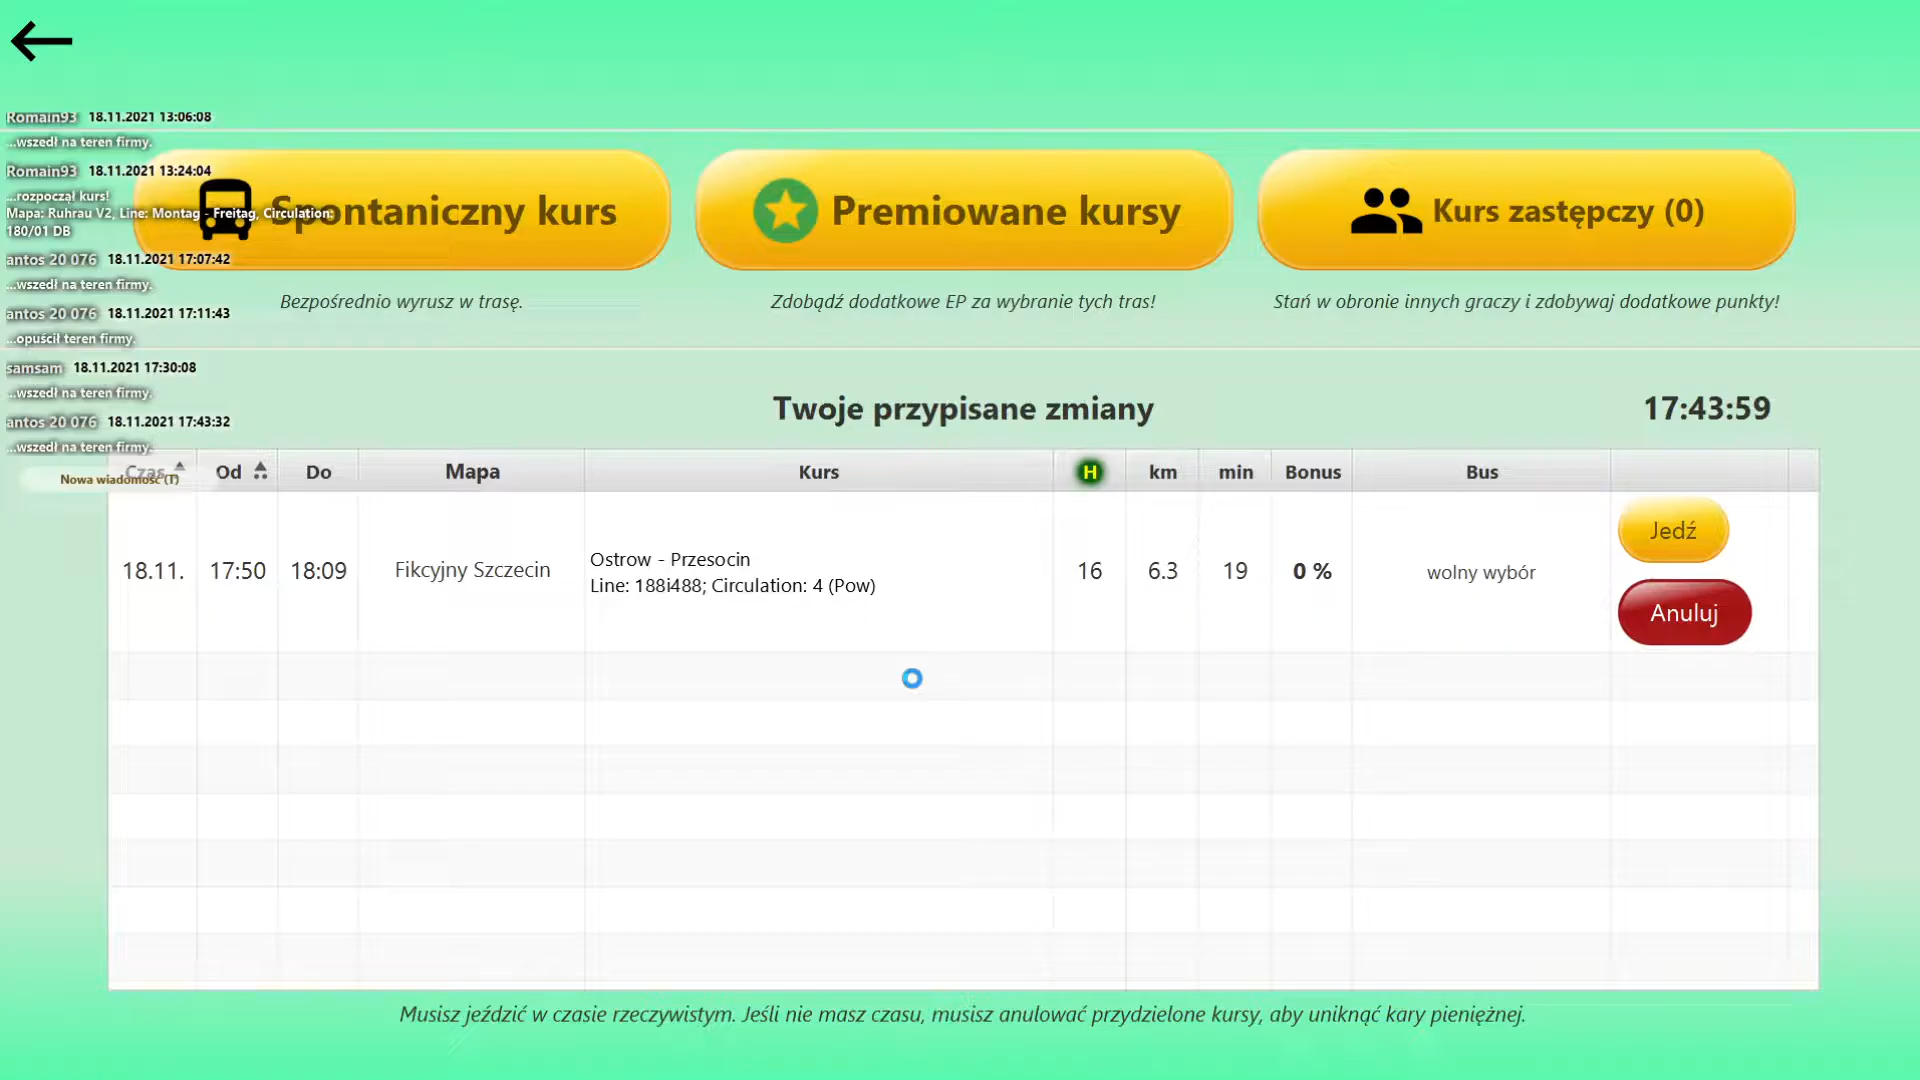 Romain93 18.11.2021 13:06:08
...wszedł na teren firmy.
Romain93 18.11.2021 13:24:04
...rozpoczął kurs!
Mapa: Ruhrau V2, Line: Montag - Freitag, Circulation:
180/01 DB
antos 20 076 18.11.2021 17:07:42
...wszedł na teren firmy.
antos 20 076 18.11.2021 17:11:43
...opuścił teren firmy.
samsam 18.11.2021 17:30:08
...wszedł na teren firmy.
antos 20 076 18.11.2021 17:43:32
...wszedł na teren firmy.
Nowa wiadomość (T)
Spontaniczny kurs
Bezpośrednio wyrusz w trasę.
Premiowane kursy
Zdobądź dodatkowe EP za wybranie tych tras!
Kurs zastępczy (0)
Stań w obronie innych graczy i zdobywaj dodatkowe punkty!
Twoje przypisane zmiany
17:43:59
Czas Od Do Mapa Kurs H km min Bonus Bus
18.11. 17:50 18:09 Fikcyjny Szczecin
Ostrow - Przesocin
Line: 188i488; Circulation: 4 (Pow)
16 6.3 19 0 % wolny wybór
Jedź
Anuluj
Musisz jeździć w czasie rzeczywistym. Jeśli nie masz czasu, musisz anulować przydzielone kursy, aby uniknąć kary pieniężnej.